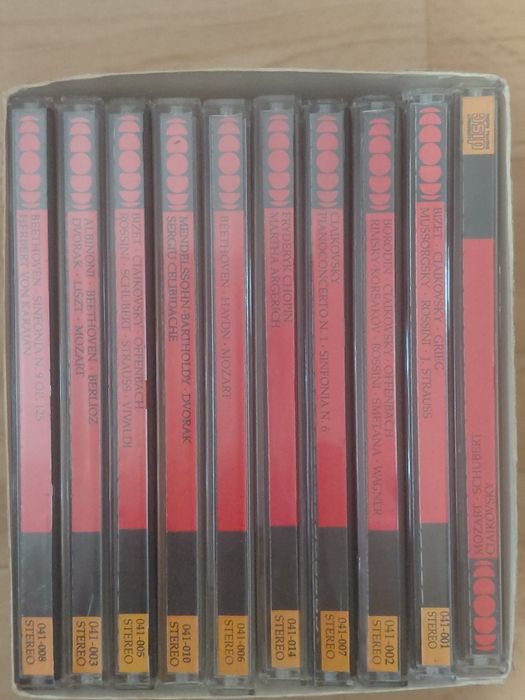 BEETHOVEN SINFONIA N. 9 OP. 125
HERBERT VON KARAJAN
041-008
STEREO
ALBINONI · BEETHOVEN · BERLIOZ
DVORAK · LISZT · MOZART
041-003
STEREO
BIZET · CIAIKOVSKY · OFFENBACH
ROSSINI · SCHUBERT · STRAUSS · VIVALDI
041-005
STEREO
MENDELSSOHN-BARTHOLDY · DVORAK
SERGIU CELIBIDACHE
041-010
STEREO
BEETHOVEN · HAYDN · MOZART
041-006
STEREO
FRYDERYK CHOPIN
MARTHA ARGERICH
041-014
STEREO
CIAIKOVSKY
PIANOCONCERTO N. 1 · SINFONIA N. 6
041-007
STEREO
BORODIN · CIAIKOVSKY · OFFENBACH
RIMSKY KORSAKOV · ROSSINI · SMETANA · WAGNER
041-002
STEREO
BIZET · CIAIKOVSKY · GRIEG
MUSSORGSKY · ROSSINI · J. STRAUSS
041-001
STEREO
disc
MOZART · SCHUBERT
CIAIKOVSKY